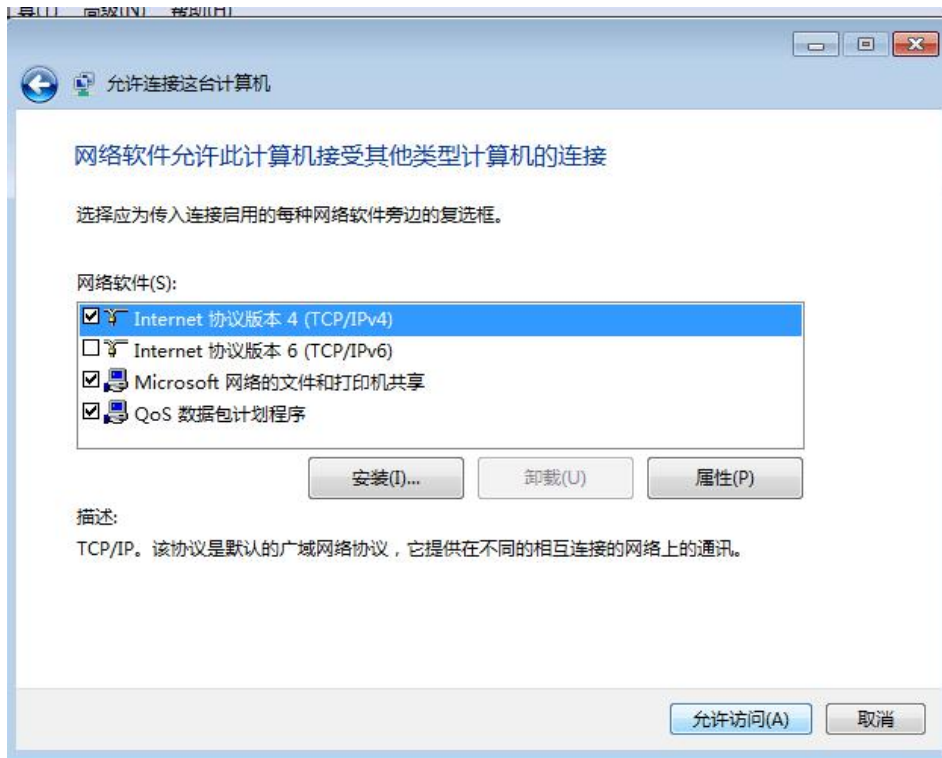 具(T) 高级(N) 帮助(H)
允许连接这台计算机
网络软件允许此计算机接受其他类型计算机的连接
选择应为传入连接启用的每种网络软件旁边的复选框。
网络软件(S):
Internet 协议版本 4 (TCP/IPv4)
Internet 协议版本 6 (TCP/IPv6)
Microsoft 网络的文件和打印机共享
QoS 数据包计划程序
安装(I)... 卸载(U) 属性(P)
描述:
TCP/IP。该协议是默认的广域网络协议，它提供在不同的相互连接的网络上的通讯。
允许访问(A) 取消